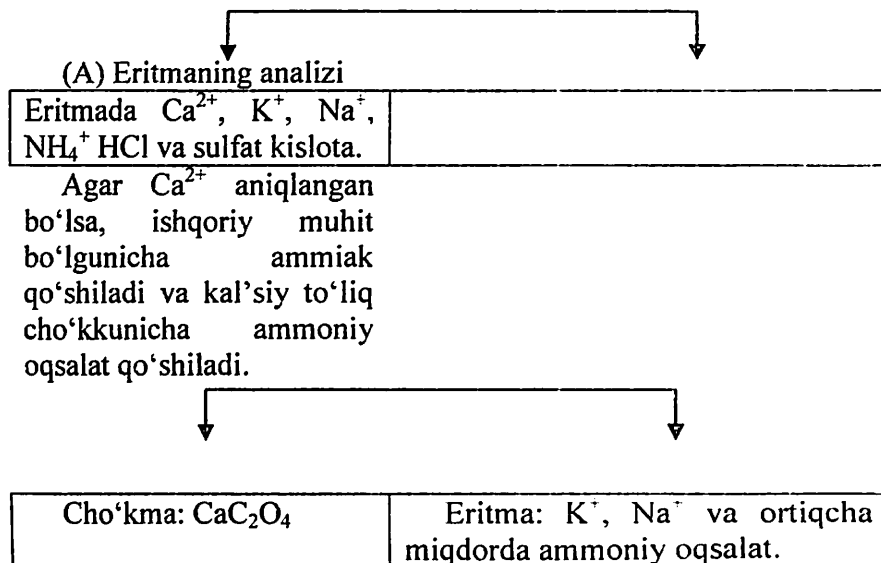 (A) Eritmaning analizi
Eritmada Ca²⁺, K⁺, Na⁺,
NH₄⁺ HCl va sulfat kislota.
Agar Ca²⁺ aniqlangan
bo‘lsa, ishqoriy muhit
bo‘lgunicha ammiak
qo‘shiladi va kal’siy to‘liq
cho‘kkunicha ammoniy
oqsalat qo‘shiladi.
Cho‘kma: CaC₂O₄
Eritma: K⁺, Na⁺ va ortiqcha
miqdorda ammoniy oqsalat.